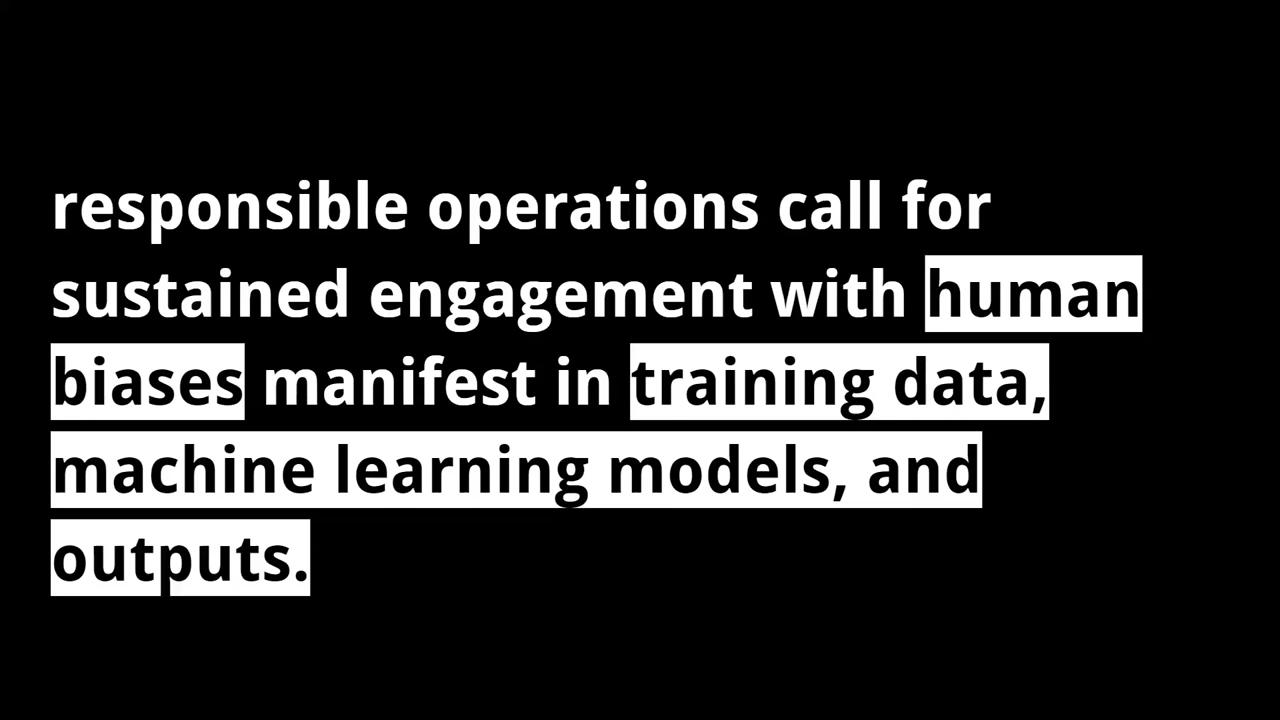 responsible operations call for
sustained engagement with human
biases manifest in training data,
machine learning models, and
outputs.